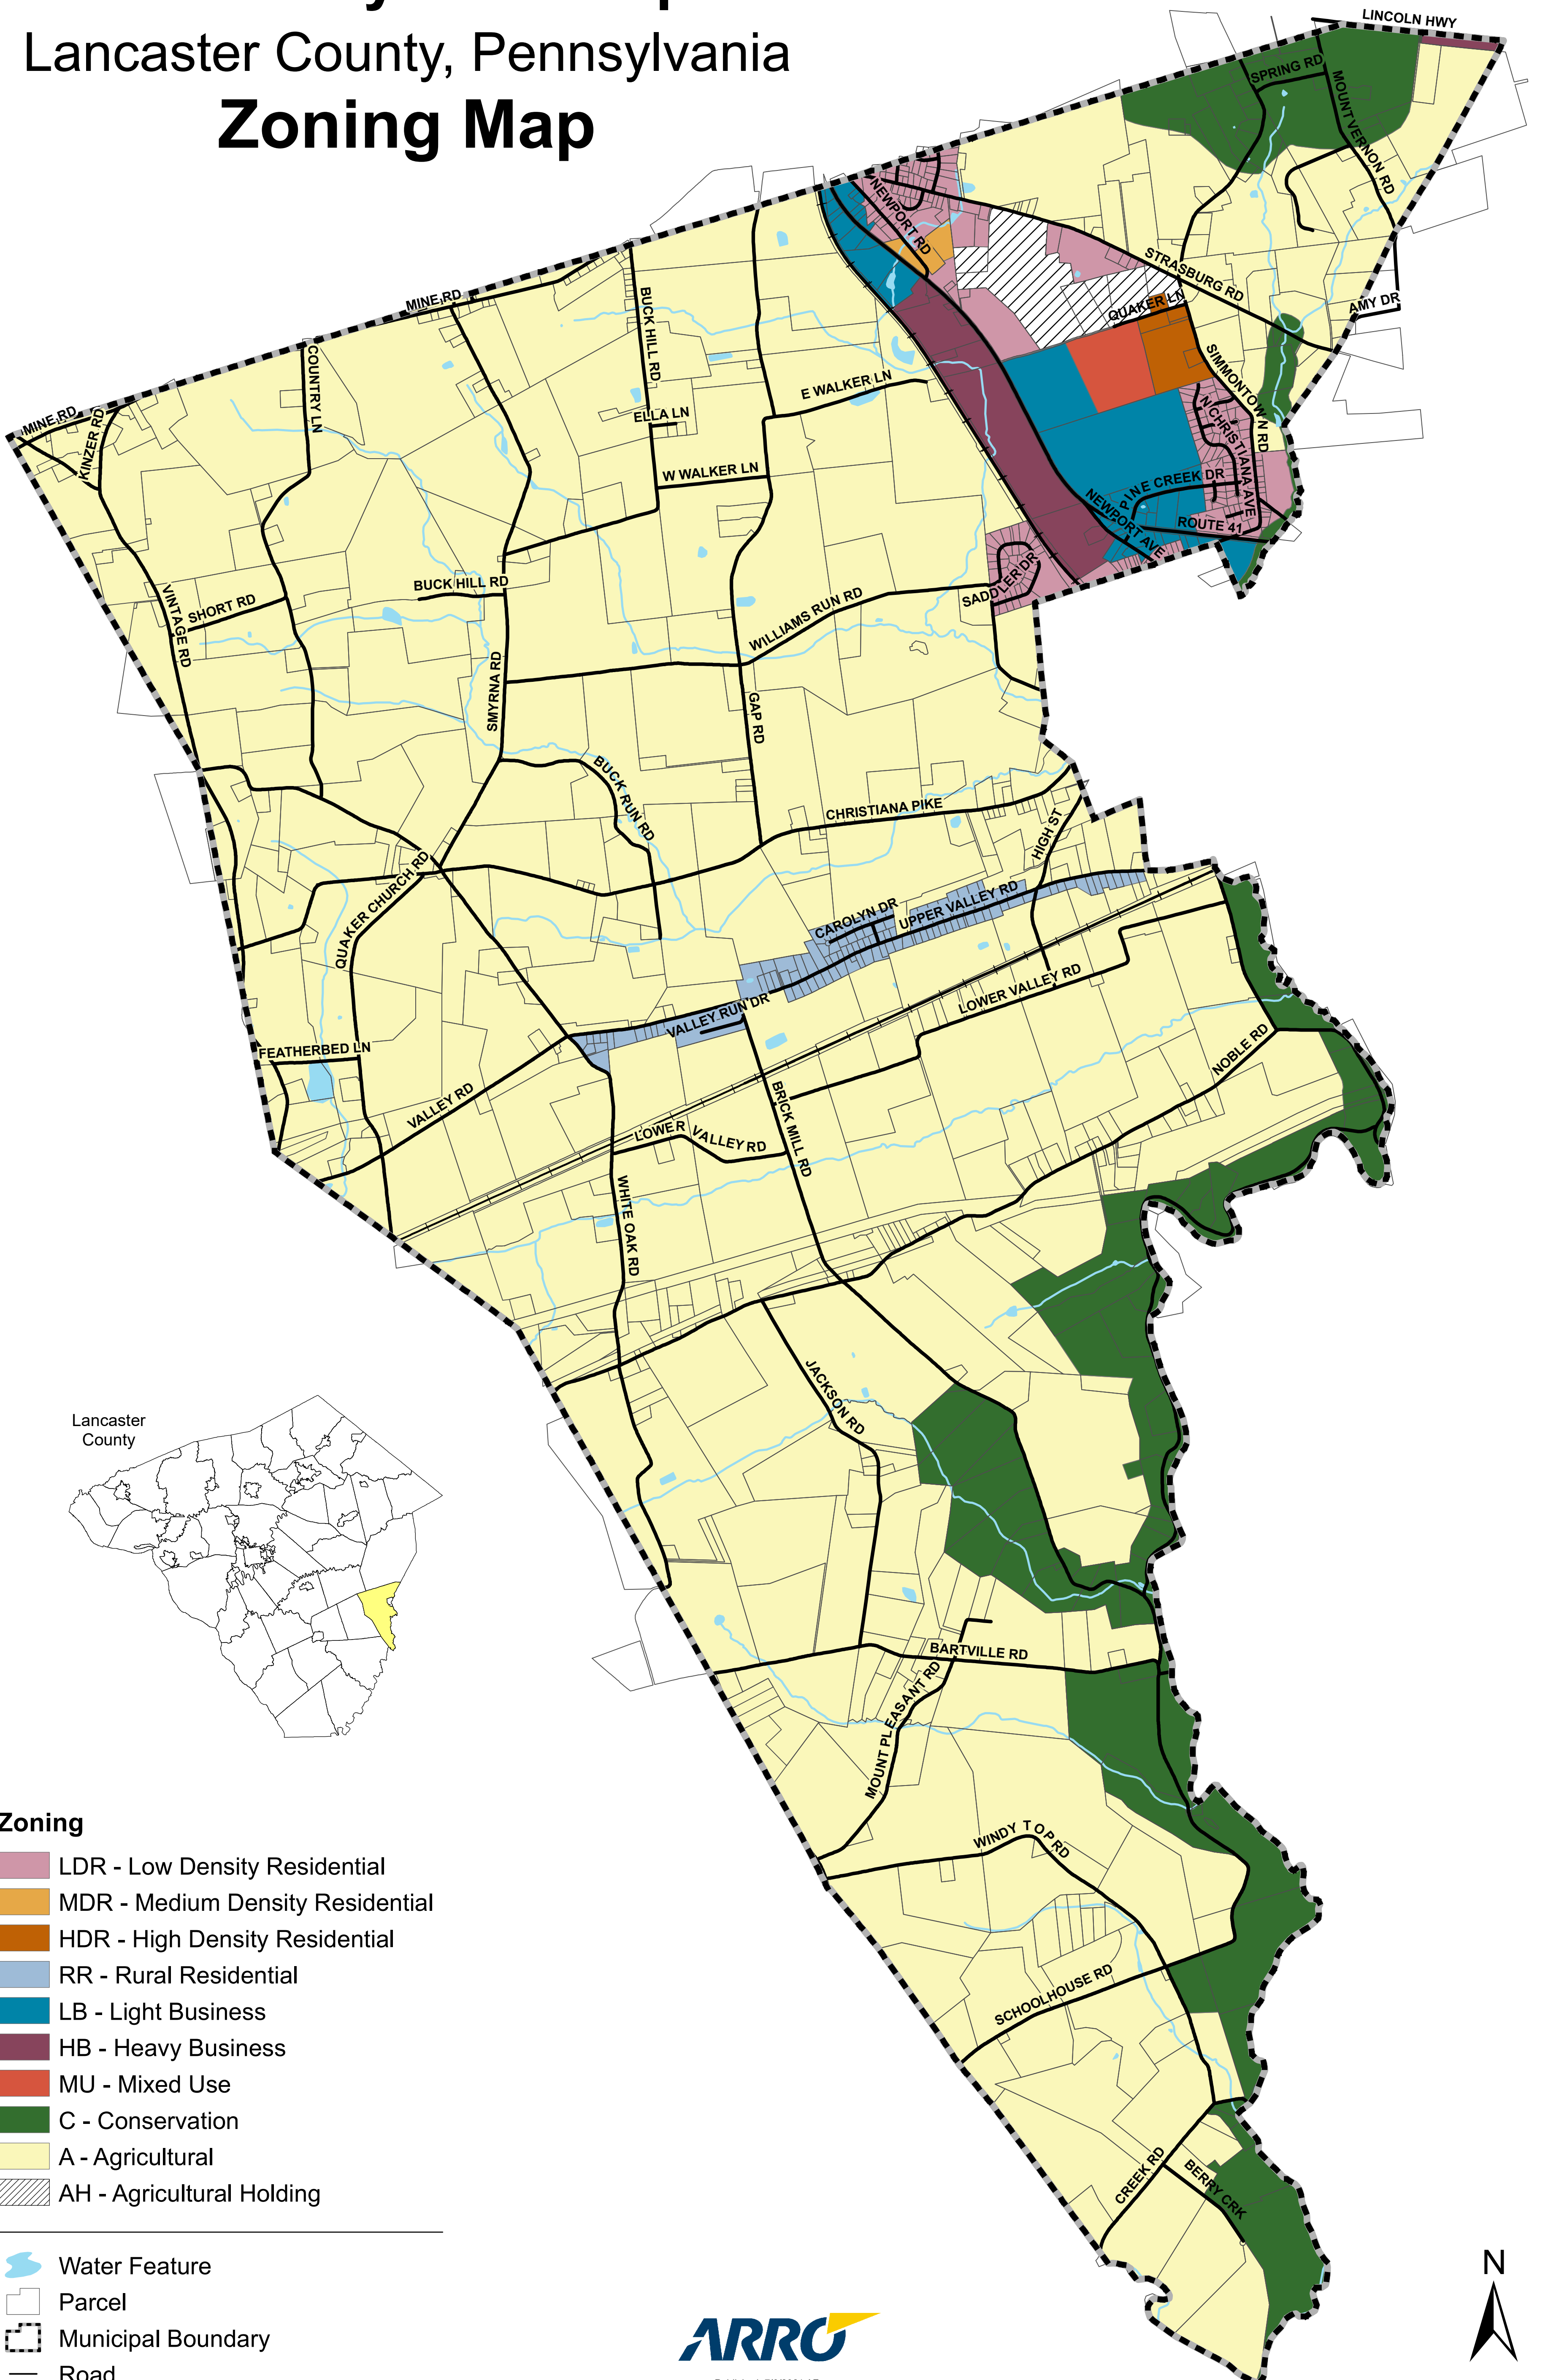 Lancaster County, Pennsylvania
Zoning Map
LINCOLN HWY
SPRING RD
MOUNT VERNON RD
NEWPORT RD
STRASBURG RD
QUAKER LN
AMY DR
MINE RD
BUCK HILL RD
COUNTRY LN
E WALKER LN
SIMMONTOWN RD
N CHRISTIANA AVE
MINE RD
KINZER RD
ELLA LN
W WALKER LN
PINE CREEK DR
NEWPORT AVE
ROUTE 41
SADDLER DR
BUCK HILL RD
VINTAGE RD
SHORT RD
WILLIAMS RUN RD
SMYRNA RD
GAP RD
BUCK RUN RD
CHRISTIANA PIKE
HIGH ST
QUAKER CHURCH RD
CAROLYN DR
UPPER VALLEY RD
VALLEY RUN DR
LOWER VALLEY RD
FEATHERBED LN
NOBLE RD
VALLEY RD
BRICK MILL RD
LOWER VALLEY RD
WHITE OAK RD
JACKSON RD
Lancaster
County
BARTVILLE RD
MOUNT PLEASANT RD
WINDY TOP RD
SCHOOLHOUSE RD
CREEK RD
BERRY CRK
Zoning
LDR - Low Density Residential
MDR - Medium Density Residential
HDR - High Density Residential
RR - Rural Residential
LB - Light Business
HB - Heavy Business
MU - Mixed Use
C - Conservation
A - Agricultural
AH - Agricultural Holding
Water Feature
Parcel
Municipal Boundary
Road
ARRO
N